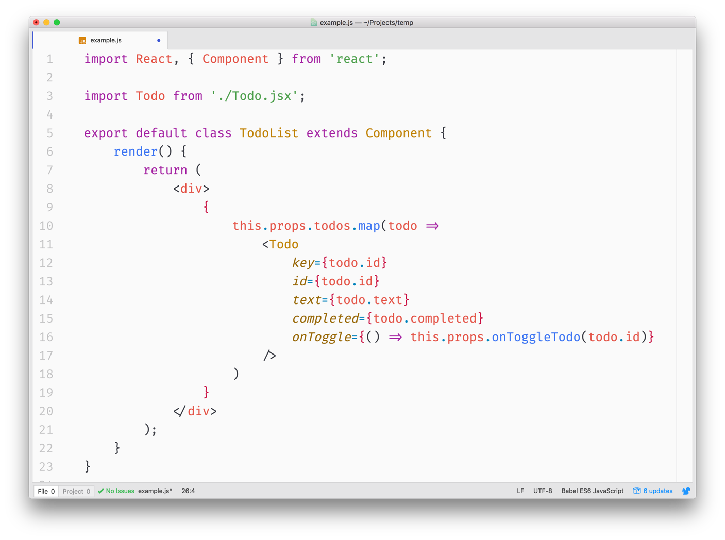 example.js — ~/Projects/temp
example.js
1 import React, { Component } from 'react';
2
3 import Todo from './Todo.jsx';
4
5 export default class TodoList extends Component {
6 render() {
7 return (
8 <div>
9 {
10 this.props.todos.map(todo =>
11 <Todo
12 key={todo.id}
13 id={todo.id}
14 text={todo.text}
15 completed={todo.completed}
16 onToggle={() => this.props.onToggleTodo(todo.id)}
17 />
18 )
19 }
20 </div>
21 );
22 }
23 }
File 0 Project 0 ✓ No Issues example.js* 26:4 LF UTF-8 Babel ES6 JavaScript 8 updates